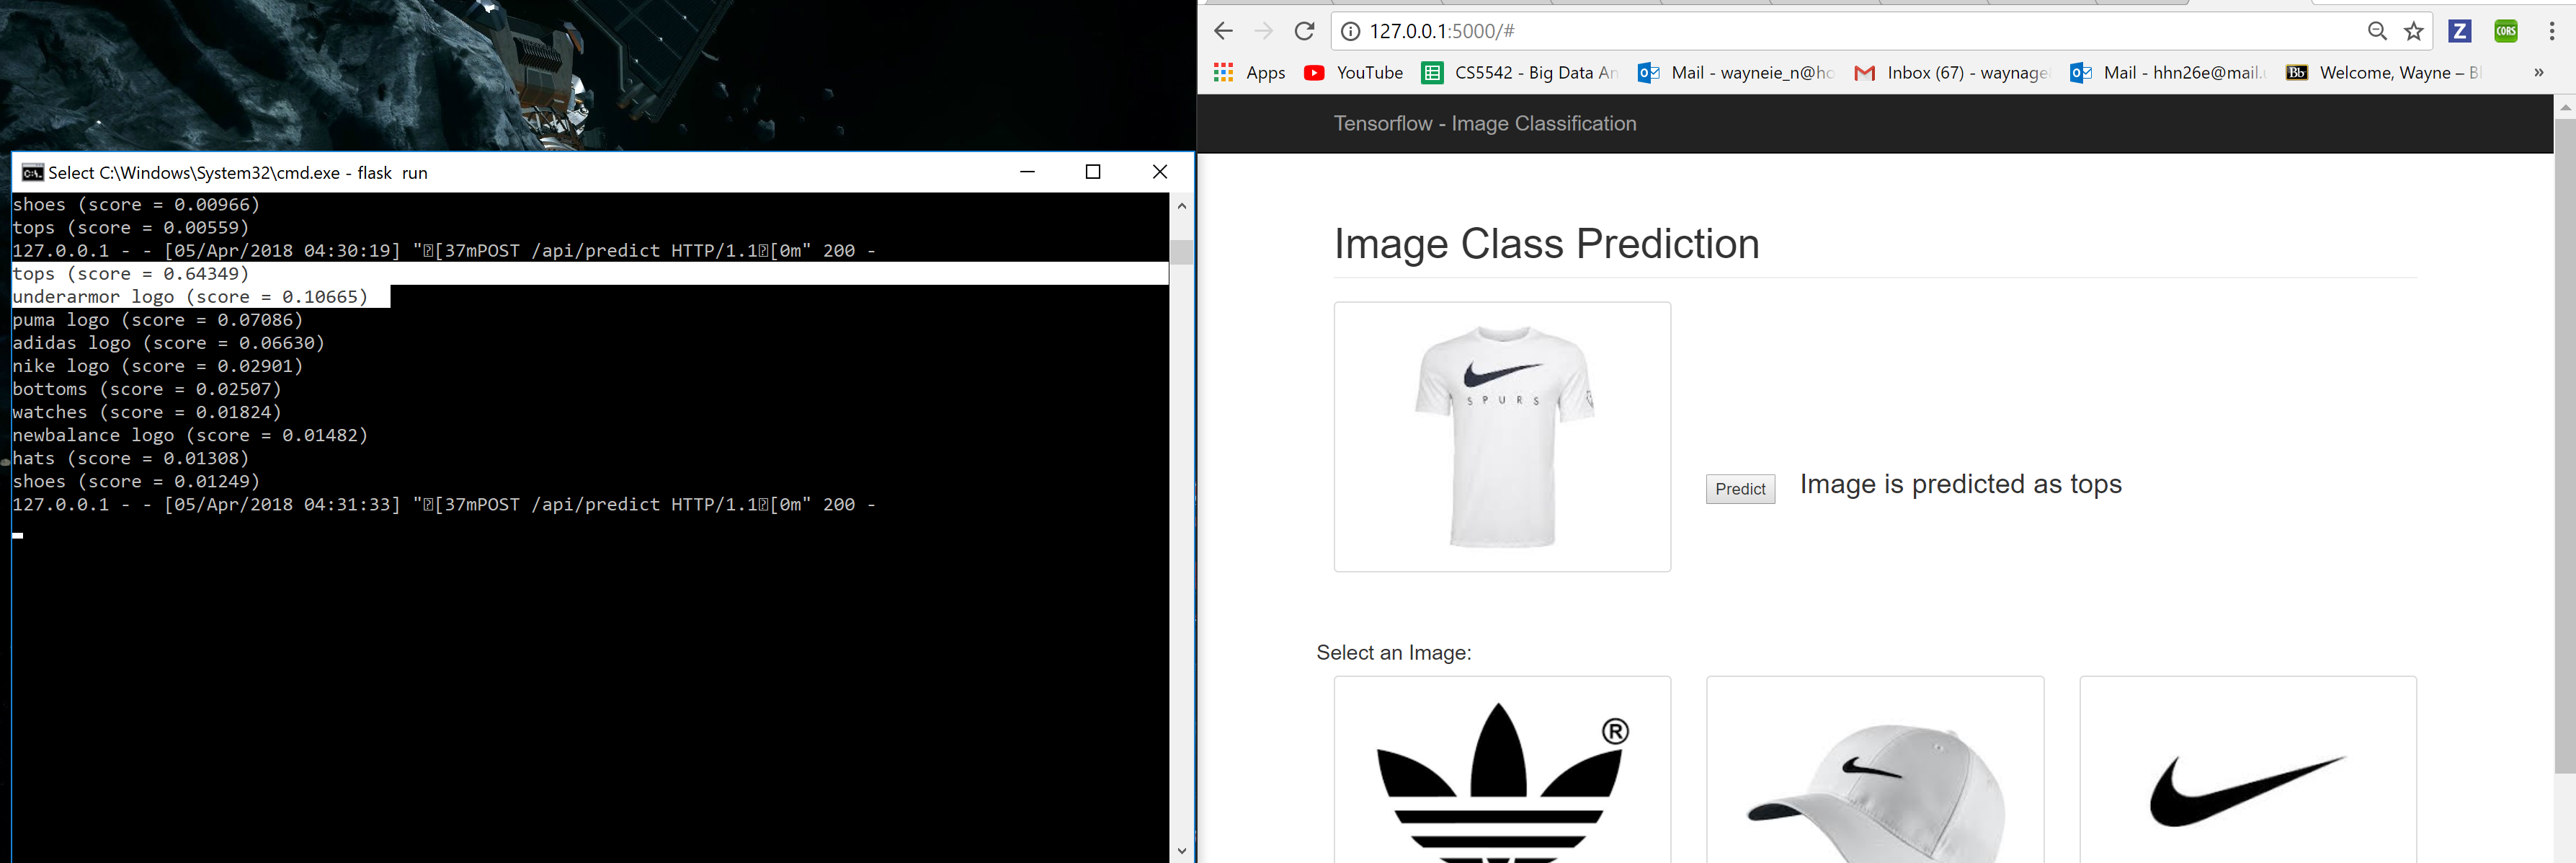 Select C:\Windows\System32\cmd.exe - flask  run
shoes (score = 0.00966)
tops (score = 0.00559)
127.0.0.1 - - [05/Apr/2018 04:30:19] "[37mPOST /api/predict HTTP/1.1[0m" 200 -
tops (score = 0.64349)
underarmor logo (score = 0.10665)
puma logo (score = 0.07086)
adidas logo (score = 0.06630)
nike logo (score = 0.02901)
bottoms (score = 0.02507)
watches (score = 0.01824)
newbalance logo (score = 0.01482)
hats (score = 0.01308)
shoes (score = 0.01249)
127.0.0.1 - - [05/Apr/2018 04:31:33] "[37mPOST /api/predict HTTP/1.1[0m" 200 -
127.0.0.1:5000/#
Z
CORS
Apps
YouTube
CS5542 - Big Data An
Mail - wayneie_n@ho
Inbox (67) - waynage
Mail - hhn26e@mail.u
Bb
Welcome, Wayne – Bl
»
Tensorflow - Image Classification
Image Class Prediction
SPURS
Predict
Image is predicted as tops
Select an Image:
®